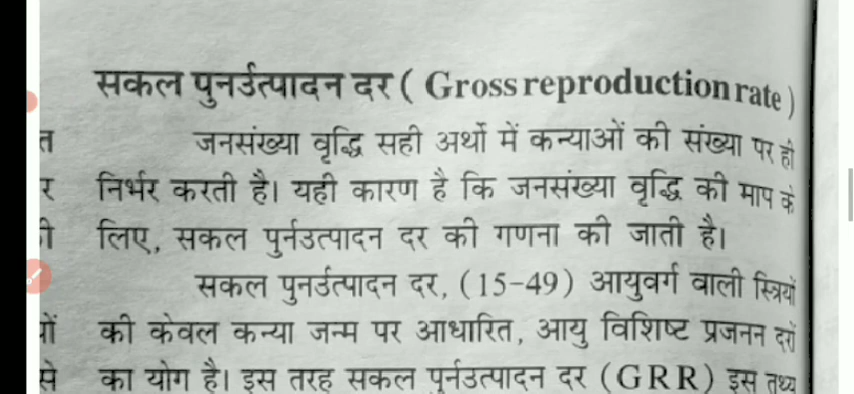 सकल पुनर्उत्पादन दर ( Gross reproduction rate )
त
जनसंख्या वृद्धि सही अर्थो में कन्याओं की संख्या पर ही
र
निर्भर करती है। यही कारण है कि जनसंख्या वृद्धि की माप के
लिए, सकल पुर्नउत्पादन दर की गणना की जाती है।
सकल पुनर्उत्पादन दर, (15-49) आयुवर्ग वाली स्त्रियों
की केवल कन्या जन्म पर आधारित, आयु विशिष्ट प्रजनन दरों
से
का योग है। इस तरह सकल पुर्नउत्पादन दर (GRR) इस तथ्य